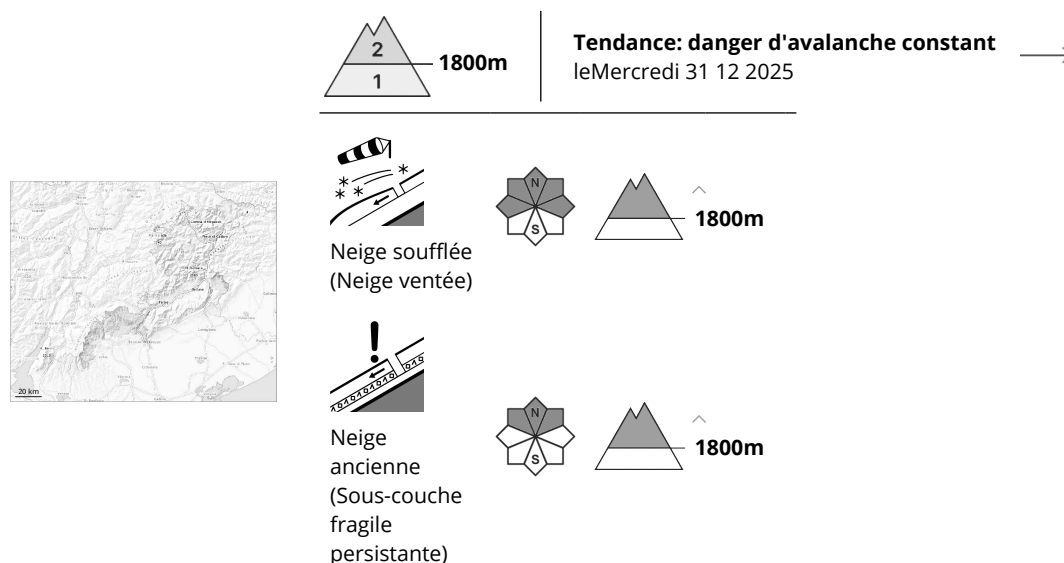 2
1800m
1
Tendance: danger d'avalanche constant
leMercredi 31 12 2025
N
S
1800m
Neige soufflée
(Neige ventée)
20 km
N
S
1800m
Neige
ancienne
(Sous-couche
fragile
persistante)